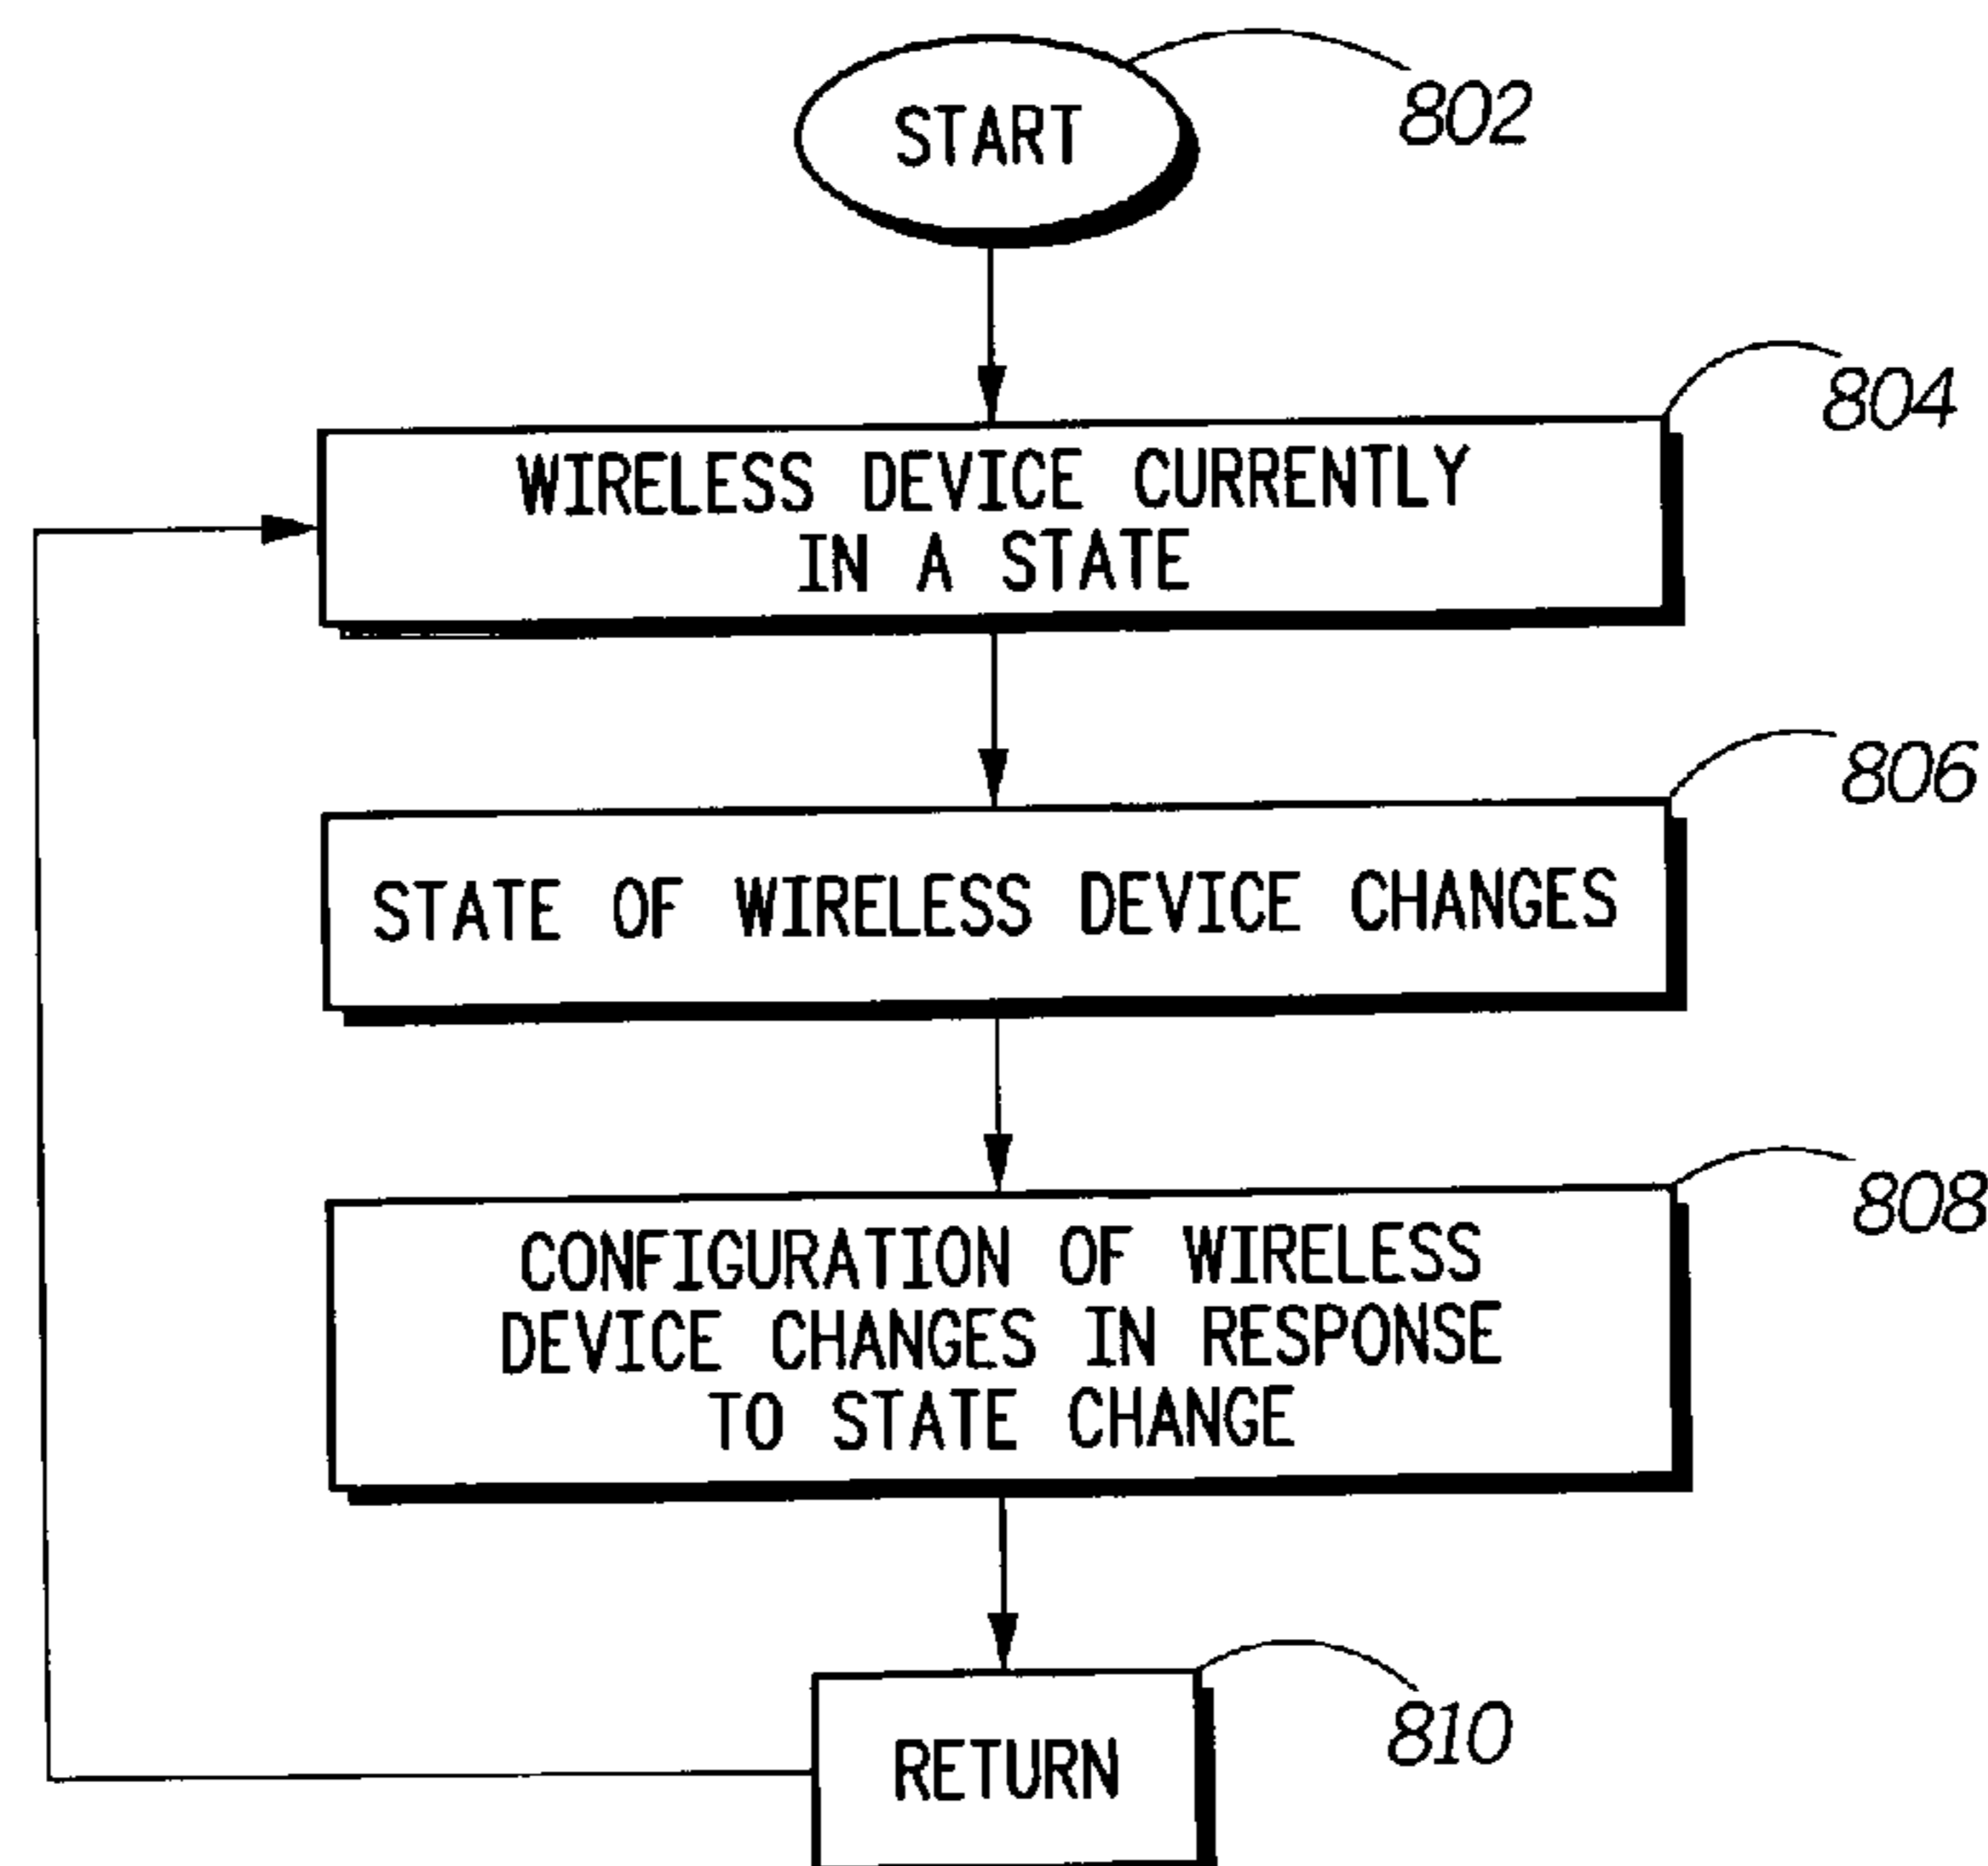 START
802
804
WIRELESS DEVICE CURRENTLY
IN A STATE
806
STATE OF WIRELESS DEVICE CHANGES
808
CONFIGURATION OF WIRELESS
DEVICE CHANGES IN RESPONSE
TO STATE CHANGE
810
RETURN